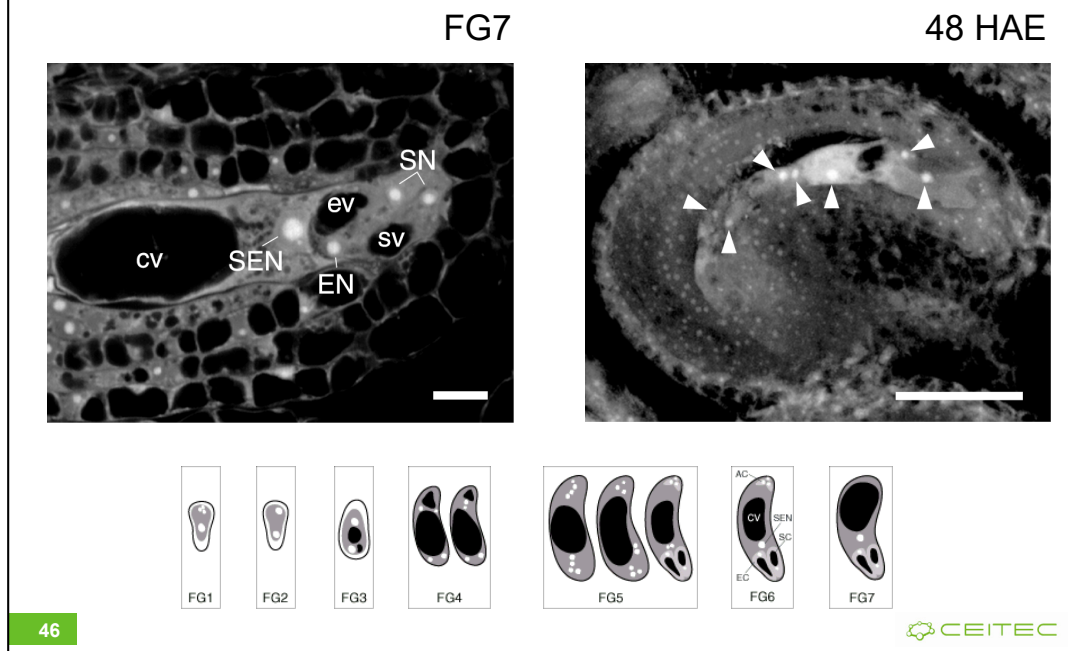 FG7
48 HAE
SN
ev
sv
cv
SEN
EN
AC
CV
SEN
SC
EC
FG1 FG2 FG3 FG4 FG5 FG6 FG7
46
CEITEC